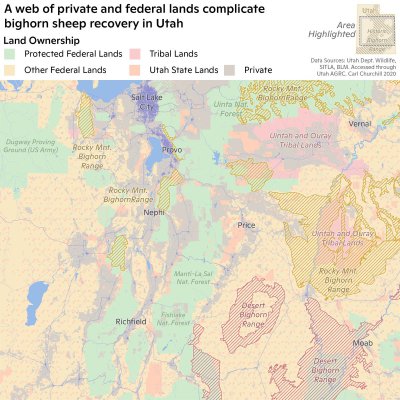 A web of private and federal lands complicate
bighorn sheep recovery in Utah
Land Ownership
Protected Federal Lands
Tribal Lands
Other Federal Lands
Utah State Lands
Private
Area
Highlighted
Utah
Historic
Bighorn
Range
Data Sources: Utah Dept. Wildlife,
SITLA, BLM. Accessed through
Utah AGRC. Carl Churchill 2020
Salt Lake
City
Uinta Nat.
Forest
Rocky Mnt.
Bighorn Range
Vernal
Dugway Proving
Ground (US Army)
Rocky Mnt.
Bighorn
Range
Provo
Uintah and Ouray
Tribal Lands
Rocky Mnt.
BighornRange
Nephi
Price
Uintah and Ouray
Tribal Lands
Rocky Mnt.
Bighorn
Range
Manti-La Sal
Nat. Forest
Desert
Bighorn
Range
Fishlake
Nat. Forest
Richfield
Moab
Desert
Bighorn
Range